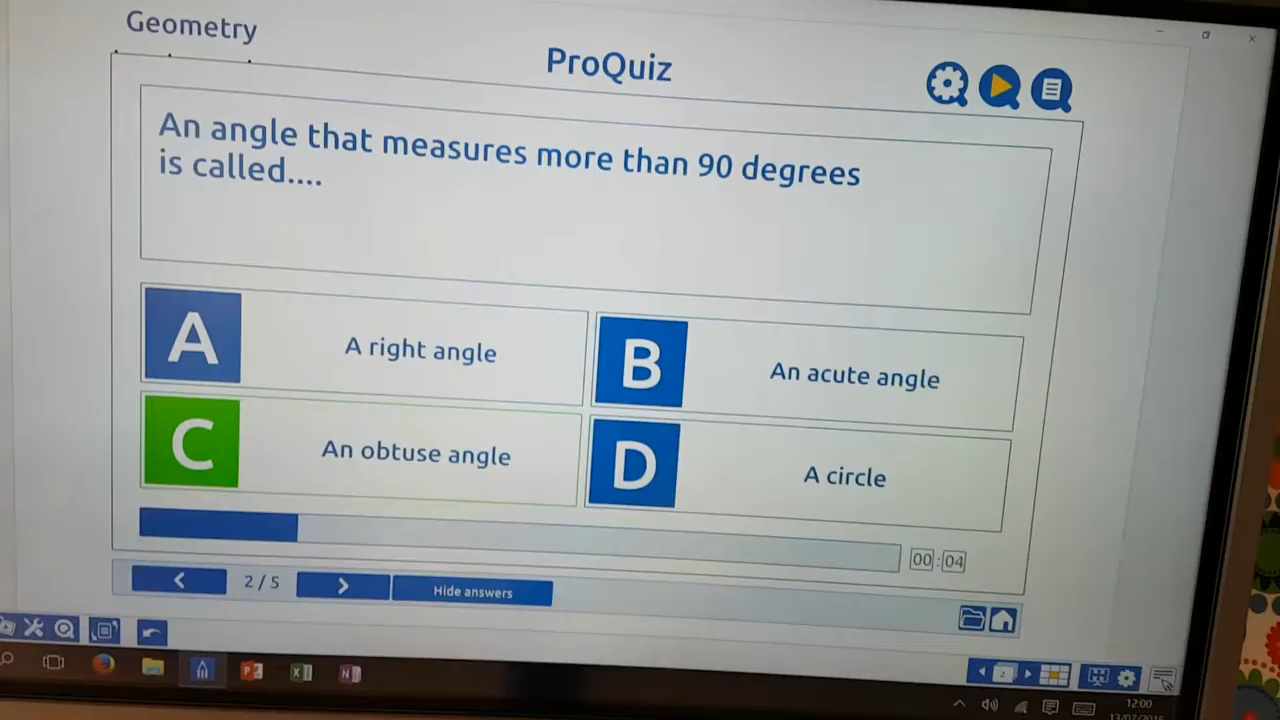 Geometry
ProQuiz
An angle that measures more than 90 degrees
is called....
A
A right angle
B
An acute angle
C
An obtuse angle
D
A circle
00:04
2 / 5
Hide answers
2
12:00